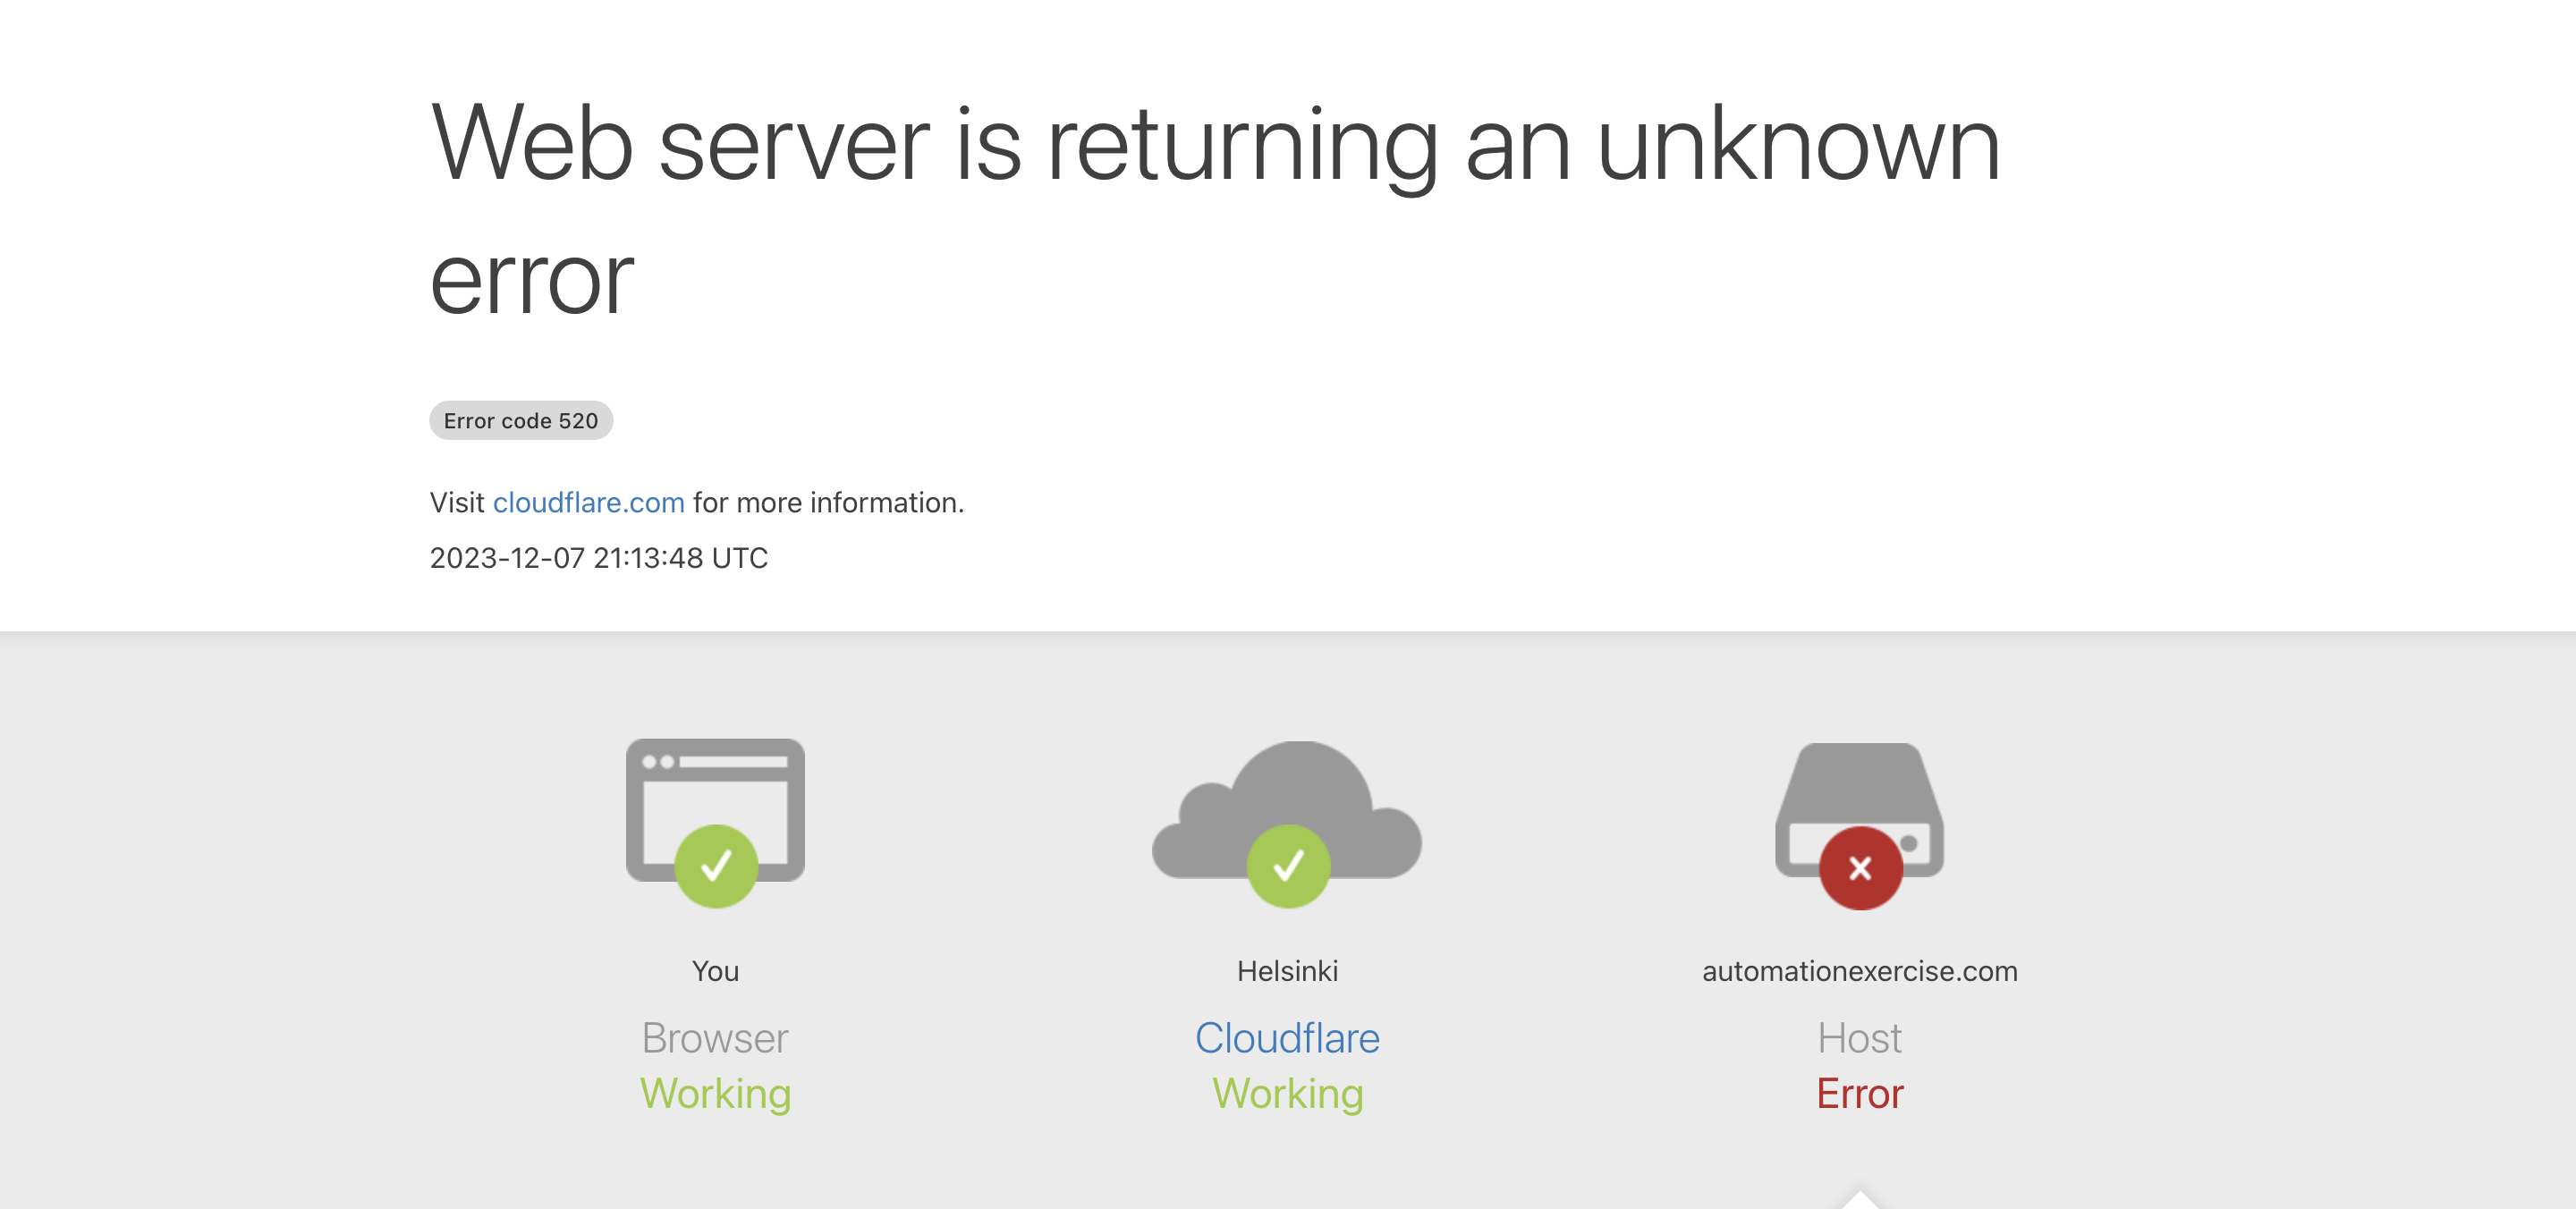 Web server is returning an unknown
error
Error code 520
Visit cloudflare.com for more information.
2023-12-07 21:13:48 UTC
You
Browser
Working
Helsinki
Cloudflare
Working
automationexercise.com
Host
Error